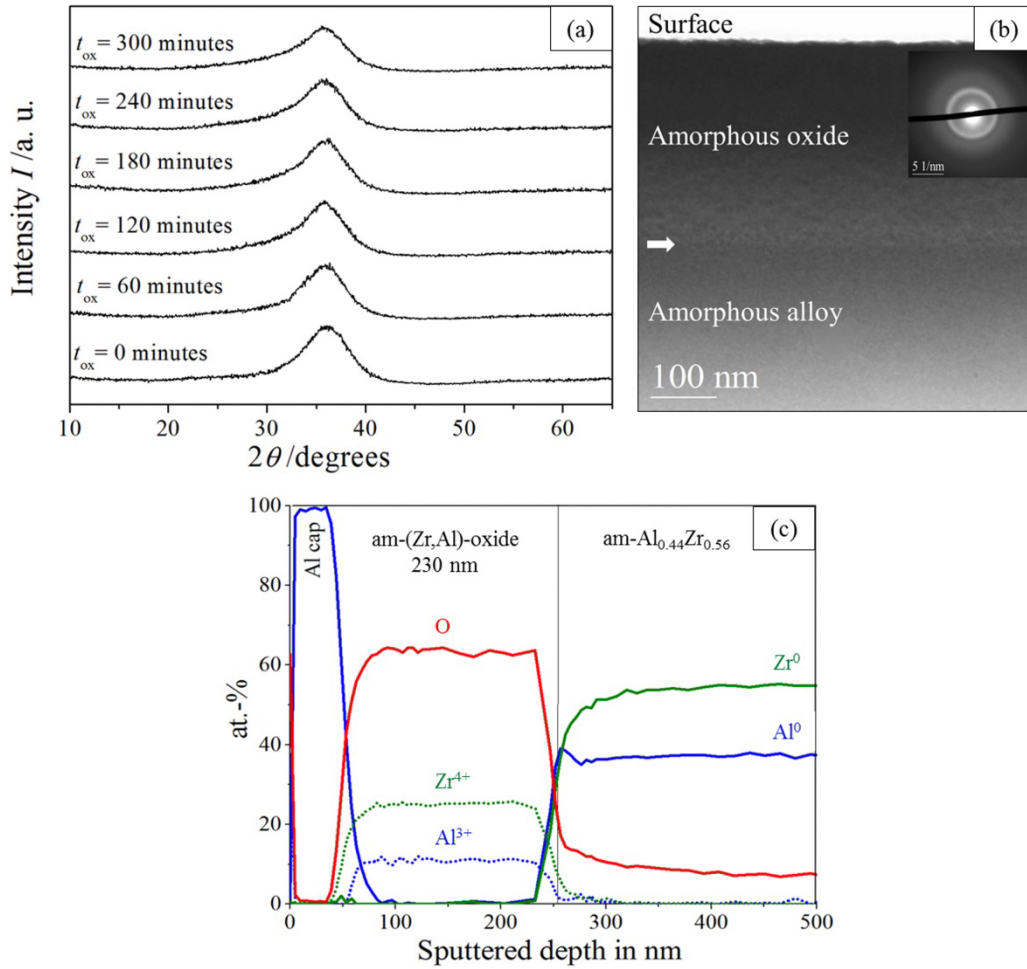 (a)
t_ox = 300 minutes
t_ox = 240 minutes
t_ox = 180 minutes
t_ox = 120 minutes
t_ox = 60 minutes
t_ox = 0 minutes
Intensity I /a. u.
10 20 30 40 50 60
2θ /degrees
Surface
(b)
5 1/nm
Amorphous oxide
Amorphous alloy
100 nm
(c)
100
80
60
40
20
0
at.-%
Al cap
am-(Zr,Al)-oxide
230 nm
am-Al0.44Zr0.56
O
Zr⁴⁺
Al³⁺
Zr⁰
Al⁰
0 100 200 300 400 500
Sputtered depth in nm